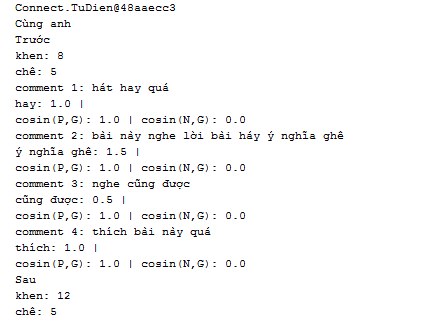 Connect.TuDien@48aaecc3
Cùng anh
Trước
khen: 8
chê: 5
comment 1: hát hay quá
hay: 1.0 |
cosin(P,G): 1.0 | cosin(N,G): 0.0
comment 2: bài này nghe lời bài háy ý nghĩa ghê
ý nghĩa ghê: 1.5 |
cosin(P,G): 1.0 | cosin(N,G): 0.0
comment 3: nghe cũng được
cũng được: 0.5 |
cosin(P,G): 1.0 | cosin(N,G): 0.0
comment 4: thích bài này quá
thích: 1.0 |
cosin(P,G): 1.0 | cosin(N,G): 0.0
Sau
khen: 12
chê: 5